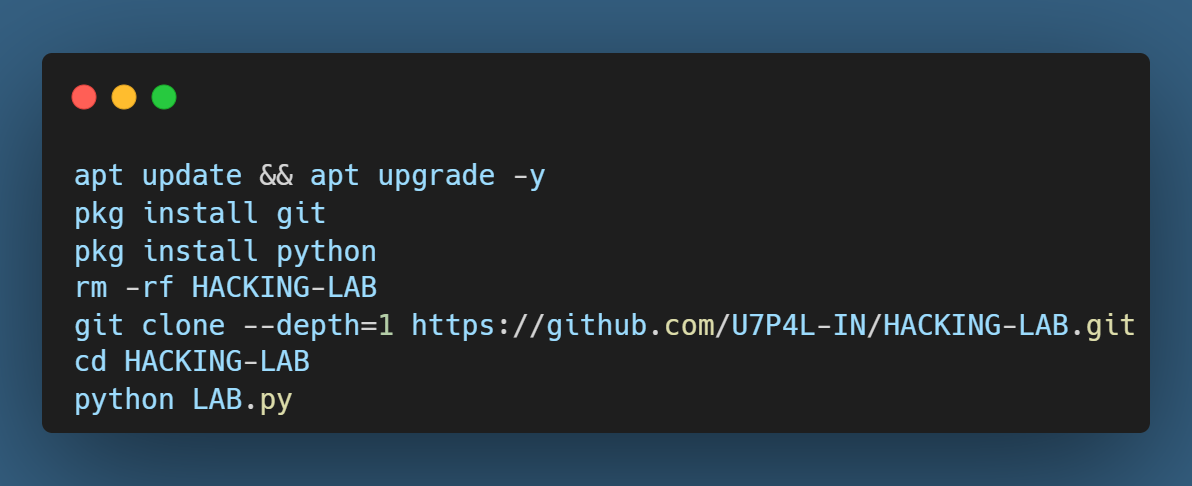 apt update && apt upgrade -y
pkg install git
pkg install python
rm -rf HACKING-LAB
git clone --depth=1 https://github.com/U7P4L-IN/HACKING-LAB.git
cd HACKING-LAB
python LAB.py